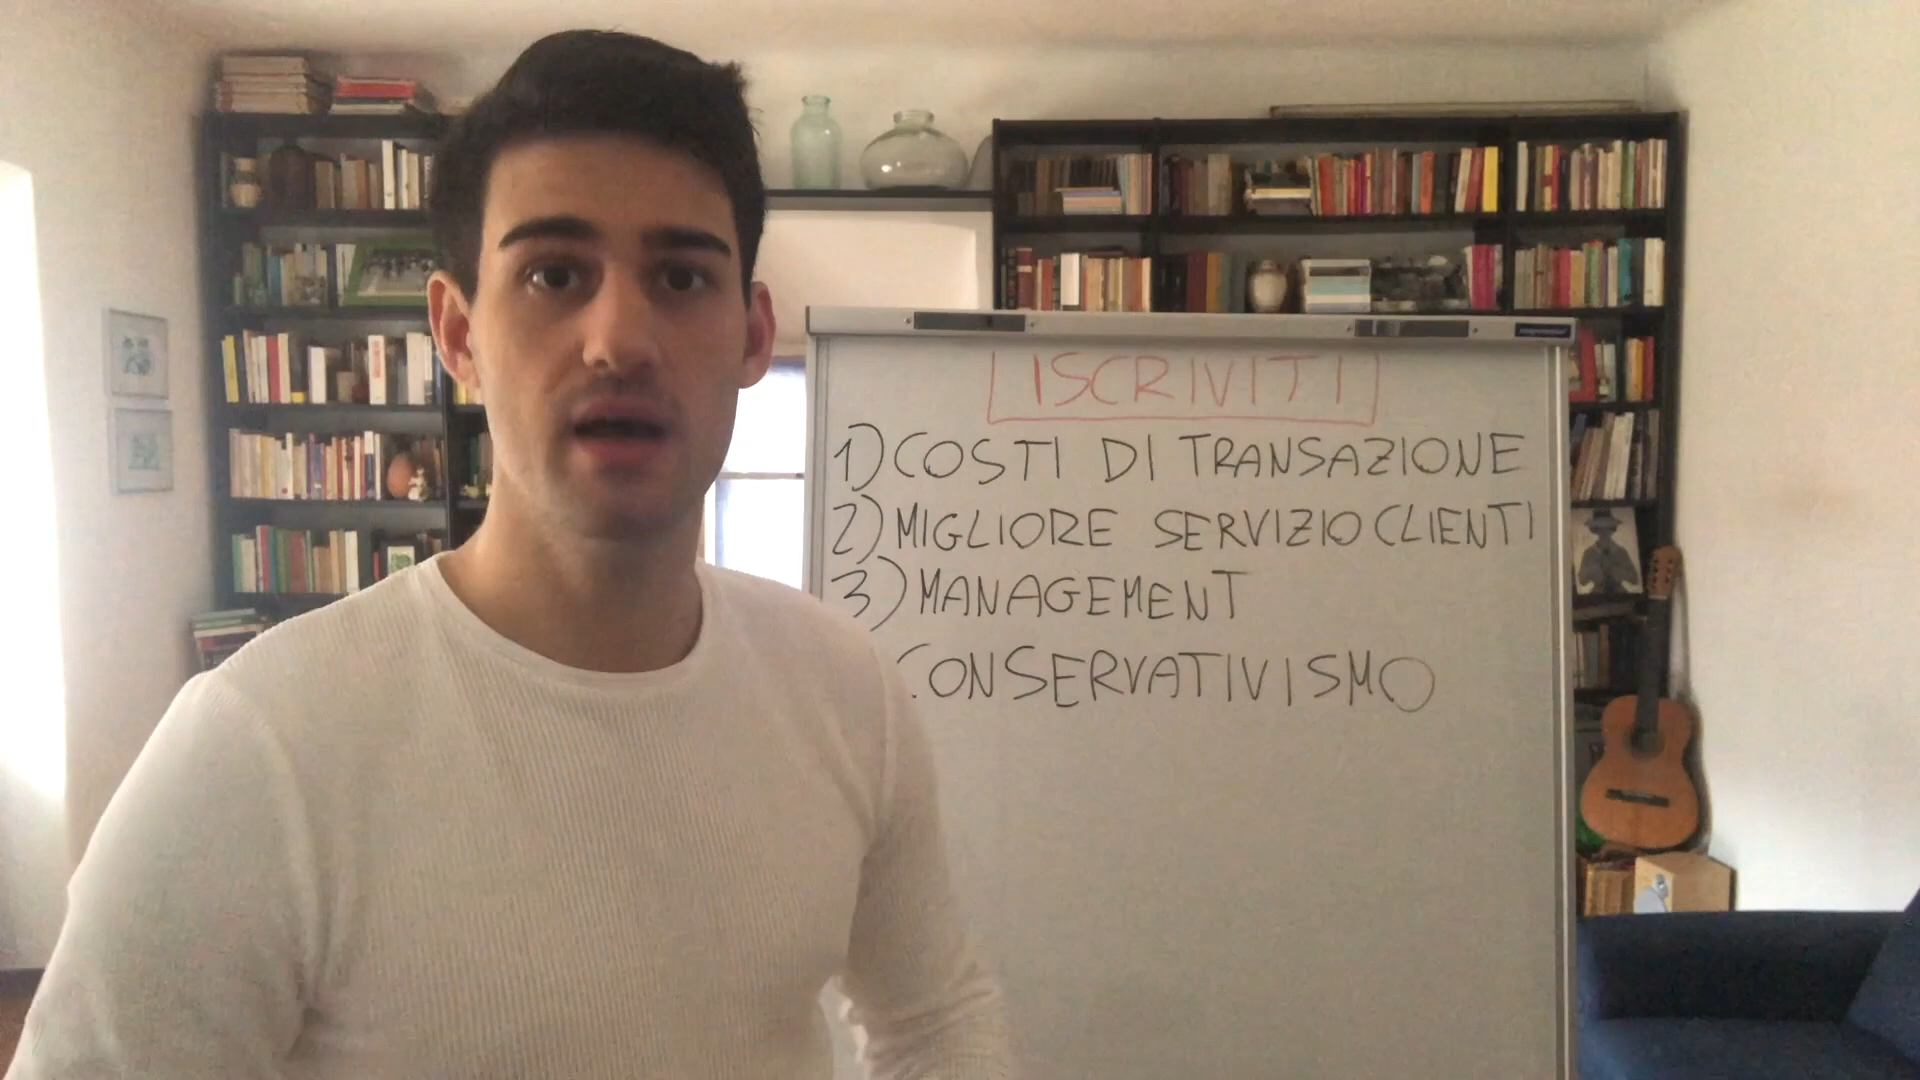 ISCRIVITI
1) COSTI DI TRANSAZIONE
2) MIGLIORE SERVIZIO CLIENTI
3) MANAGEMENT
CONSERVATIVISMO